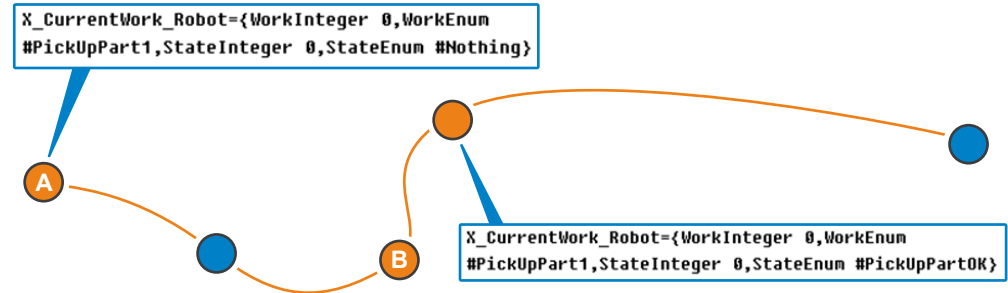 X_CurrentWork_Robot={WorkInteger 0,WorkEnum
#PickUpPart1,StateInteger 0,StateEnum #Nothing}
A
B
X_CurrentWork_Robot={WorkInteger 0,WorkEnum
#PickUpPart1,StateInteger 0,StateEnum #PickUpPartOK}